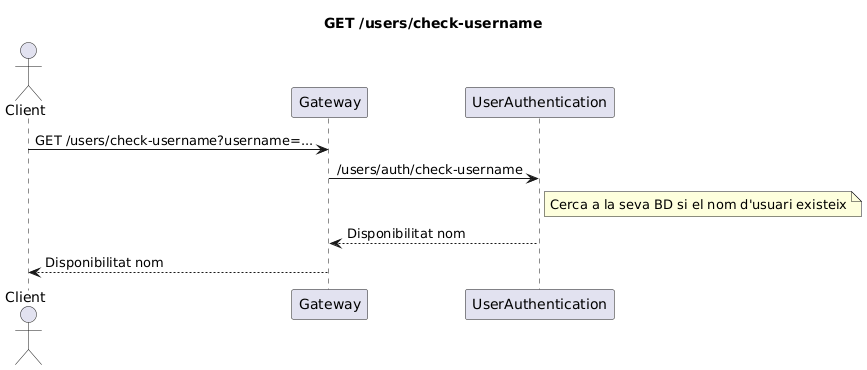 GET /users/check-username
Client
Gateway
UserAuthentication
GET /users/check-username?username=...
/users/auth/check-username
Cerca a la seva BD si el nom d'usuari existeix
Disponibilitat nom
Disponibilitat nom
Client
Gateway
UserAuthentication